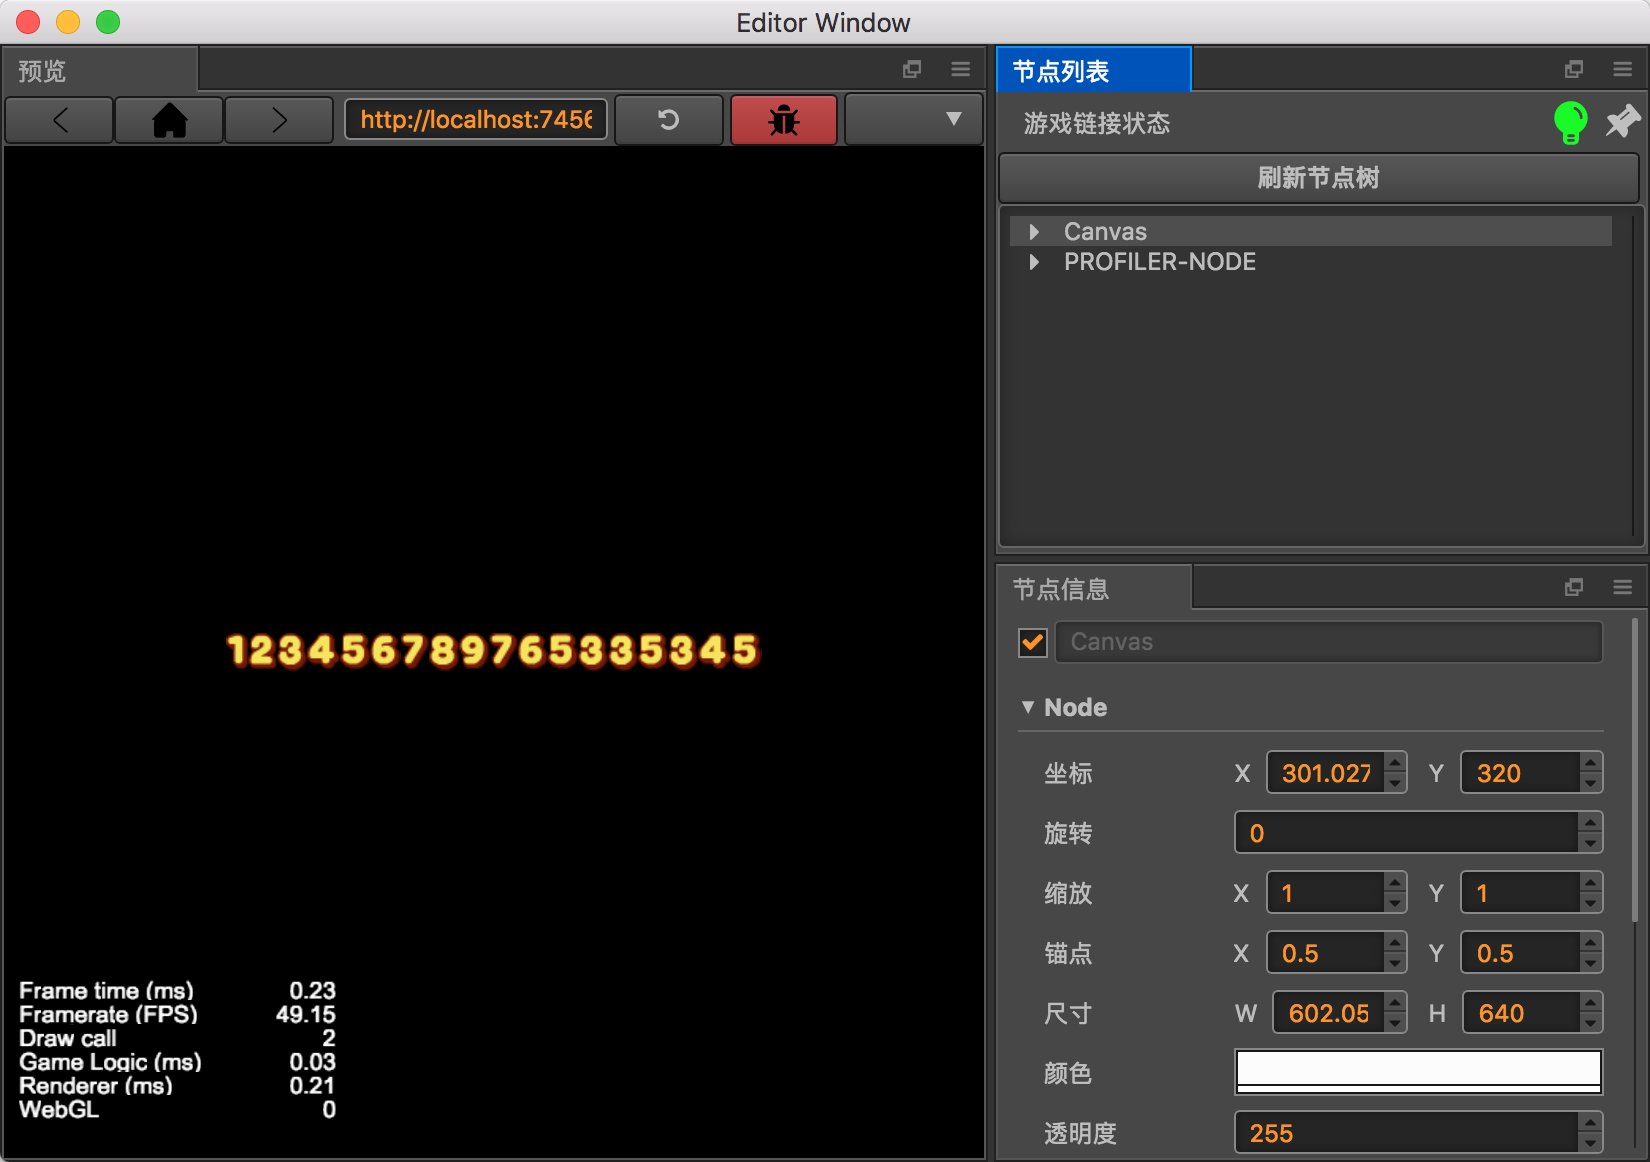 Editor Window
预览
http://localhost:7456
123456789765335345
Frame time (ms) 0.23
Framerate (FPS) 49.15
Draw call 2
Game Logic (ms) 0.03
Renderer (ms) 0.21
WebGL 0
节点列表
游戏链接状态
刷新节点树
Canvas
PROFILER-NODE
节点信息
Canvas
Node
坐标 X 301.027 Y 320
旋转 0
缩放 X 1 Y 1
锚点 X 0.5 Y 0.5
尺寸 W 602.05 H 640
颜色
透明度 255